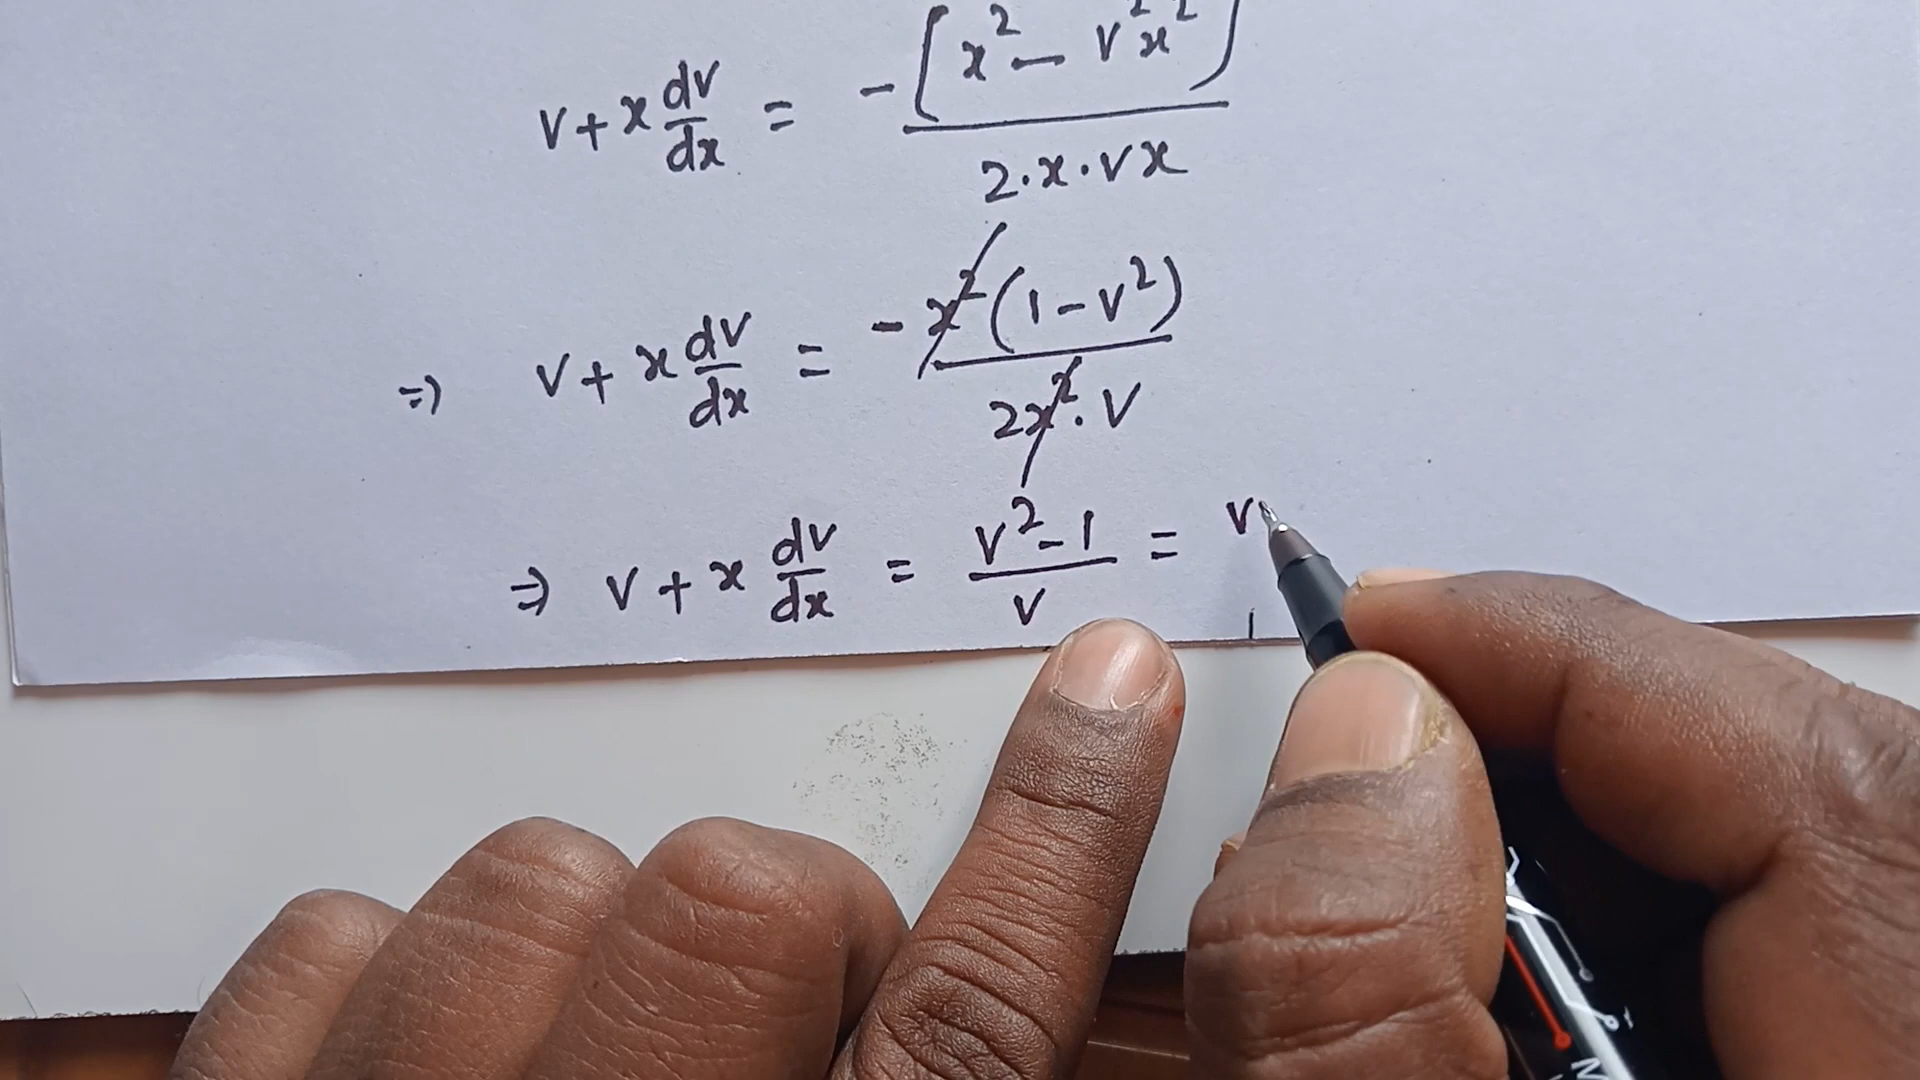 v + x dv/dx = -[x² - v²x²] / 2·x·vx
⇒ v + x dv/dx = -x²(1 - v²) / 2x²·v
⇒ v + x dv/dx = v² - 1 / v = v